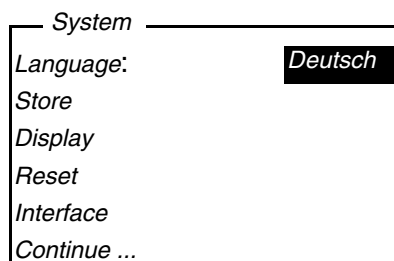 System
Language: Deutsch
Store
Display
Reset
Interface
Continue ...